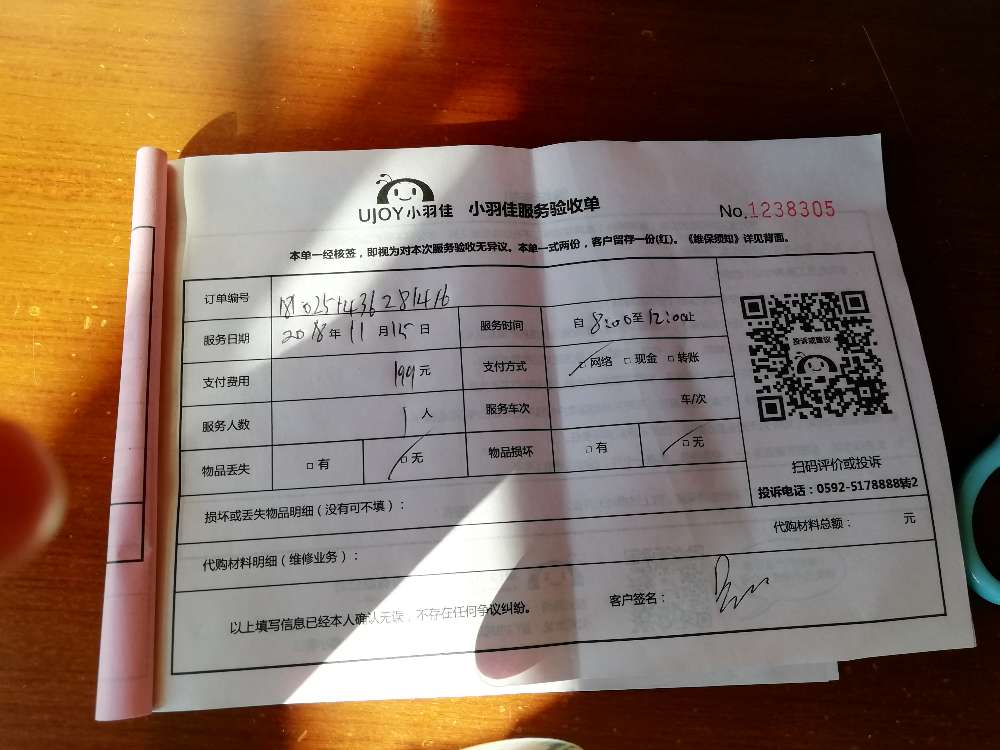 UJOY小羽佳 小羽佳服务验收单
No.1238305
本单一经核签，即视为对本次服务验收无异议。本单一式两份，客户留存一份(红)。《维保须知》详见背面。
订单编号
服务日期 2018年11月15日 服务时间 自8:00至12:00止
支付费用 199元 支付方式 网络 现金 转账
服务人数 1人 服务车次 车/次
物品丢失 有 无 物品损坏 有 无
投诉或建议
扫码评价或投诉
投诉电话：0592-5178888转2
损坏或丢失物品明细（没有可不填）：
代购材料明细（维修业务）： 代购材料总额： 元
以上填写信息已经本人确认无误，不存在任何争议纠纷。 客户签名：